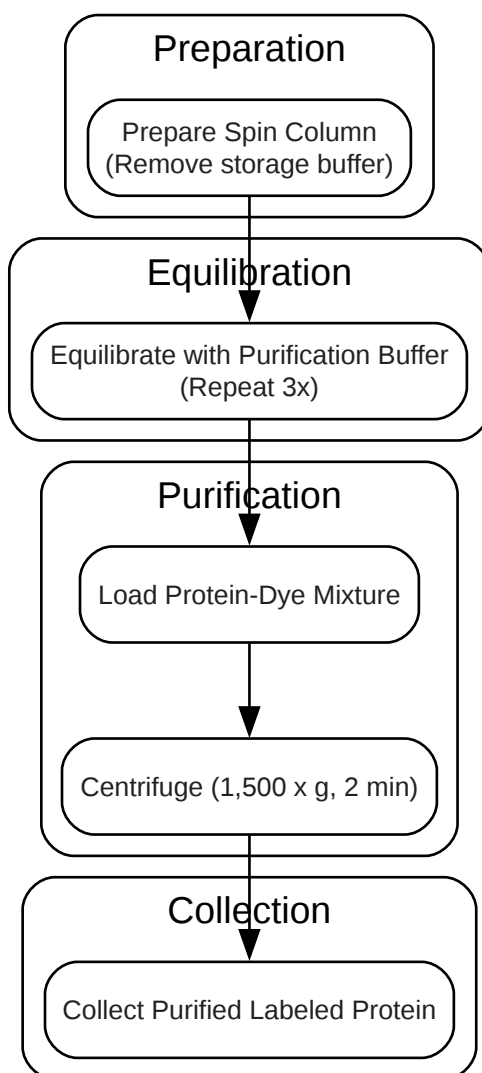 Preparation
Prepare Spin Column
(Remove storage buffer)
Equilibration
Equilibrate with Purification Buffer
(Repeat 3x)
Purification
Load Protein-Dye Mixture
Centrifuge (1,500 x g, 2 min)
Collection
Collect Purified Labeled Protein